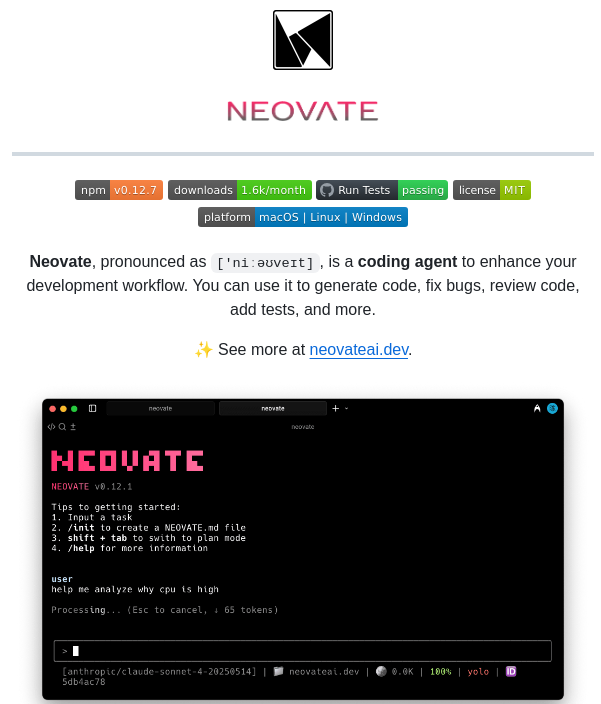 NEOVATE
npm v0.12.7 downloads 1.6k/month Run Tests passing license MIT
platform macOS | Linux | Windows
Neovate, pronounced as ['niːəʊveɪt], is a coding agent to enhance your
development workflow. You can use it to generate code, fix bugs, review code,
add tests, and more.
✨ See more at neovateai.dev.
neovate neovate
neovate
NEOVATE
NEOVATE v0.12.1
Tips to getting started:
1. Input a task
2. /init to create a NEOVATE.md file
3. shift + tab to swith to plan mode
4. /help for more information
user
help me analyze why cpu is high
Processing... (Esc to cancel, ↓ 65 tokens)
>
[anthropic/claude-sonnet-4-20250514] | 📁 neovateai.dev | 🌒 0.0K | 100% | yolo | 🆔
5db4ac78